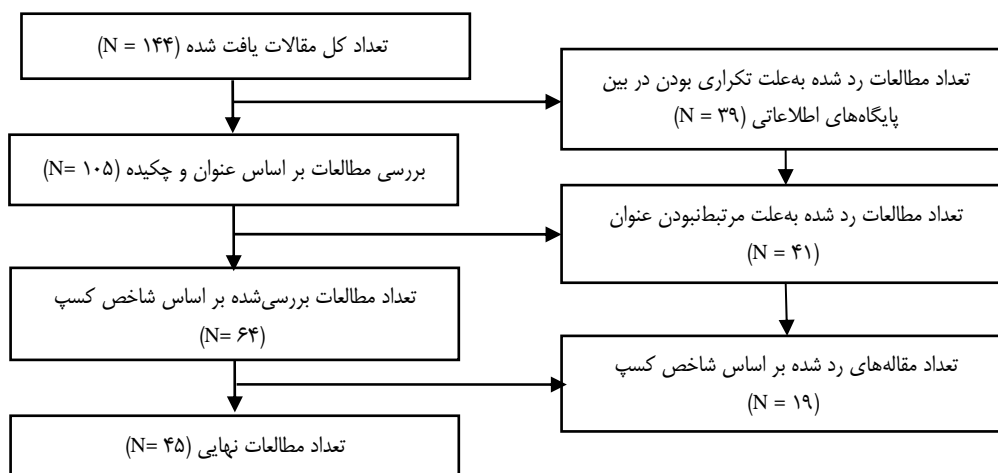 تعداد کل مقالات یافت شده (N = ۱۴۴)
تعداد مطالعات رد شده به‌علت تکراری بودن در بین
پایگاه‌های اطلاعاتی (N = ۳۹)
بررسی مطالعات بر اساس عنوان و چکیده (N= ۱۰۵)
تعداد مطالعات رد شده به‌علت مرتبط‌نبودن عنوان
(N = ۴۱)
تعداد مطالعات بررسی‌شده بر اساس شاخص کسپ
(N= ۶۴)
تعداد مقاله‌های رد شده بر اساس شاخص کسپ
(N = ۱۹)
تعداد مطالعات نهایی (N= ۴۵)